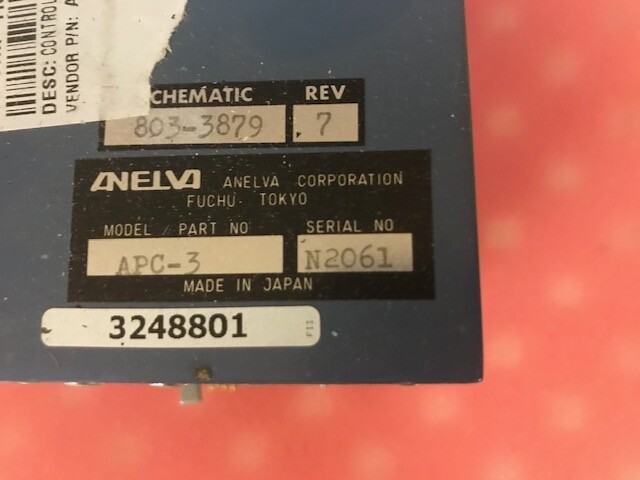 DESC: CONTROL
VENDOR P/N: A
CHEMATIC REV
803-3879 7
ANELVA ANELVA CORPORATION
FUCHU TOKYO
MODEL / PART NO SERIAL NO
APC-3 N2061
MADE IN JAPAN
3248801